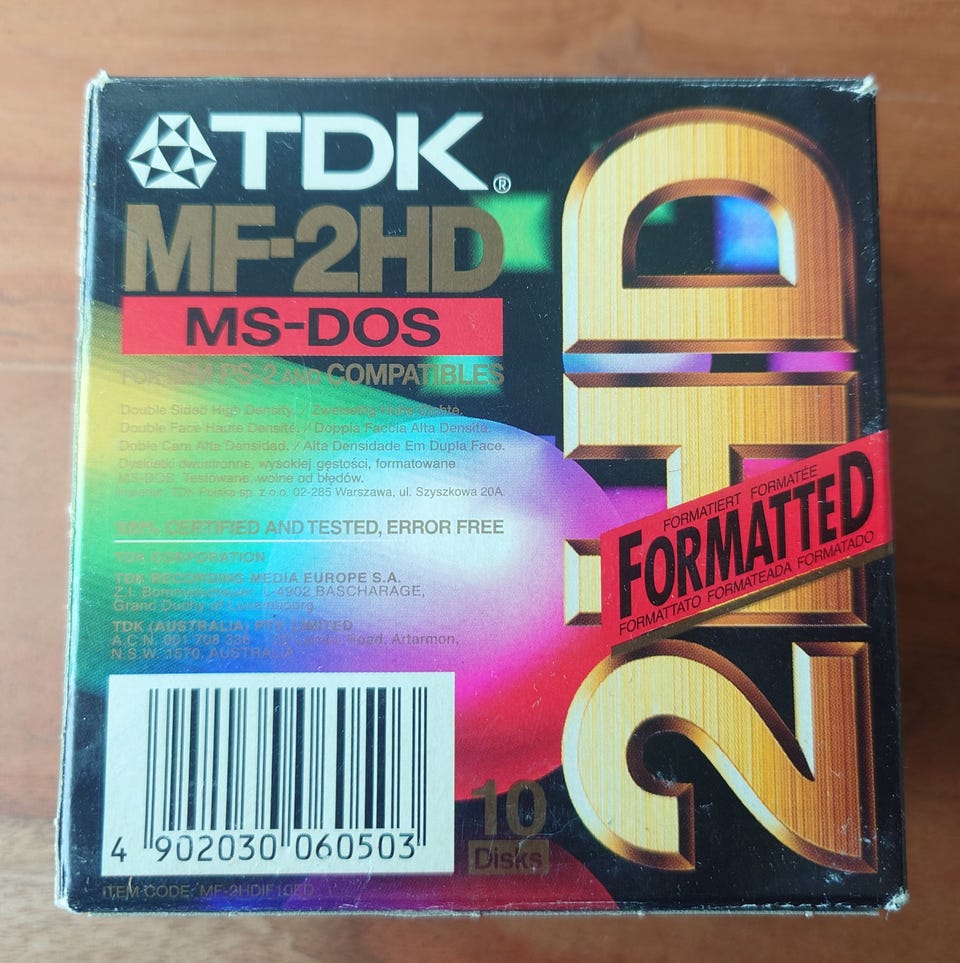 TDK®
MF-2HD
MS-DOS
FOR IBM PS-2 AND COMPATIBLES
Double Sided High Density. / Zweiseitig Hohe Dichte.
Double Face Haute Densité. / Doppia Faccia Alta Densità.
Doble Cara Alta Densidad. / Alta Densidade Em Dupla Face.
Dyskietki dwustronne, wysokiej gęstości, formatowane
MS-DOS. Testowane, wolne od błędów.
TDK Polska sp. z o.o. 02-285 Warszawa, ul. Szyszkowa 20A
100% CERTIFIED AND TESTED, ERROR FREE
TDK CORPORATION
TDK RECORDING MEDIA EUROPE S.A.
Z.I. Bommelscheuer, L-4902 BASCHARAGE,
Grand Duchy of Luxembourg.
TDK (AUSTRALIA) PTY. LIMITED
A.C.N. 001 708 336 Road, Artarmon,
N.S.W. 1570, AUSTRALIA
4 902030 060503
ITEM CODE: MF-2HDIF10ED
10
Disks
2HD
FORMATIERT FORMATÉE
FORMATTED
FORMATTATO FORMATEADA FORMATADO